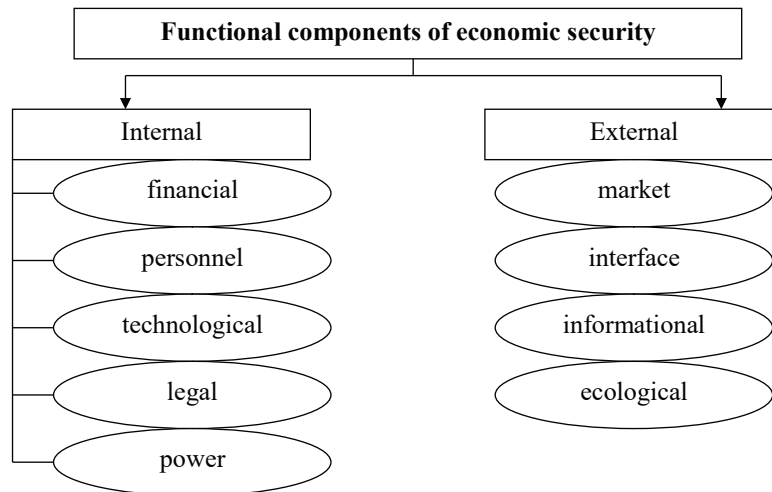 Functional components of economic security
Internal
financial
personnel
technological
legal
power
External
market
interface
informational
ecological